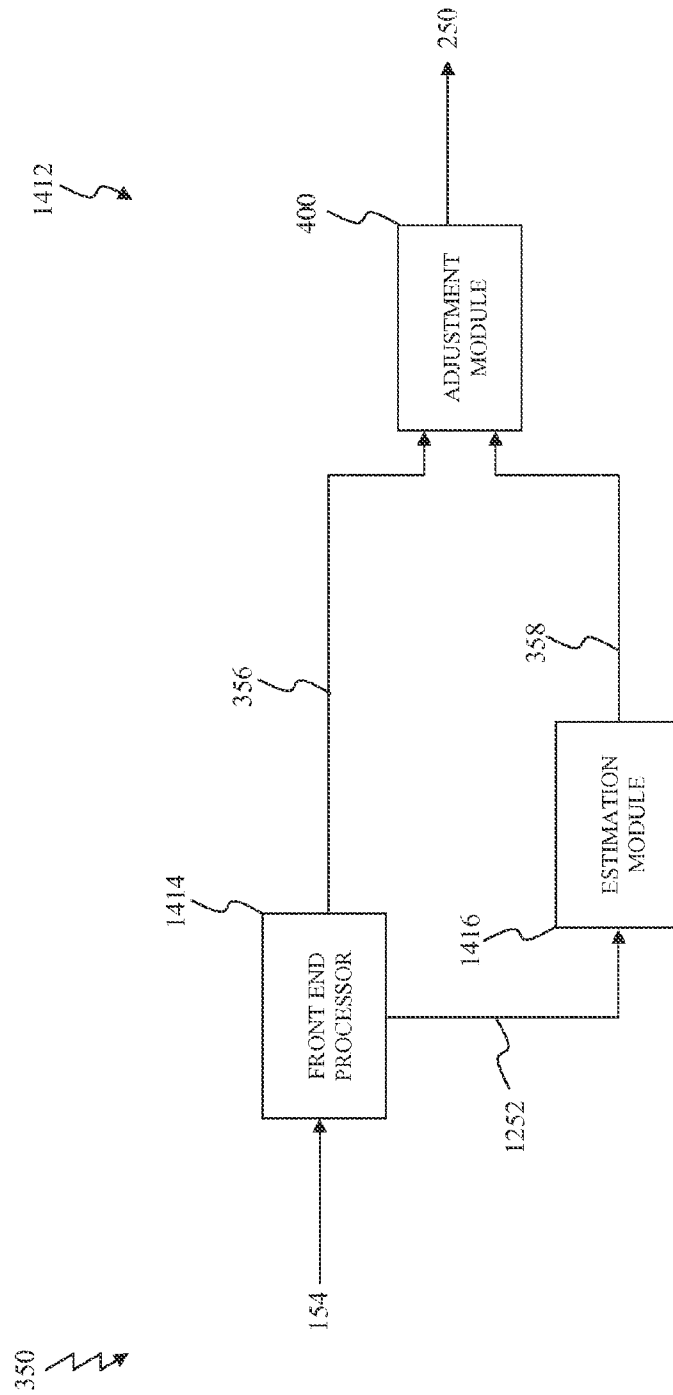 350
1412
154
1414
FRONT END
PROCESSOR
356
1252
1416
ESTIMATION
MODULE
358
400
ADJUSTMENT
MODULE
250